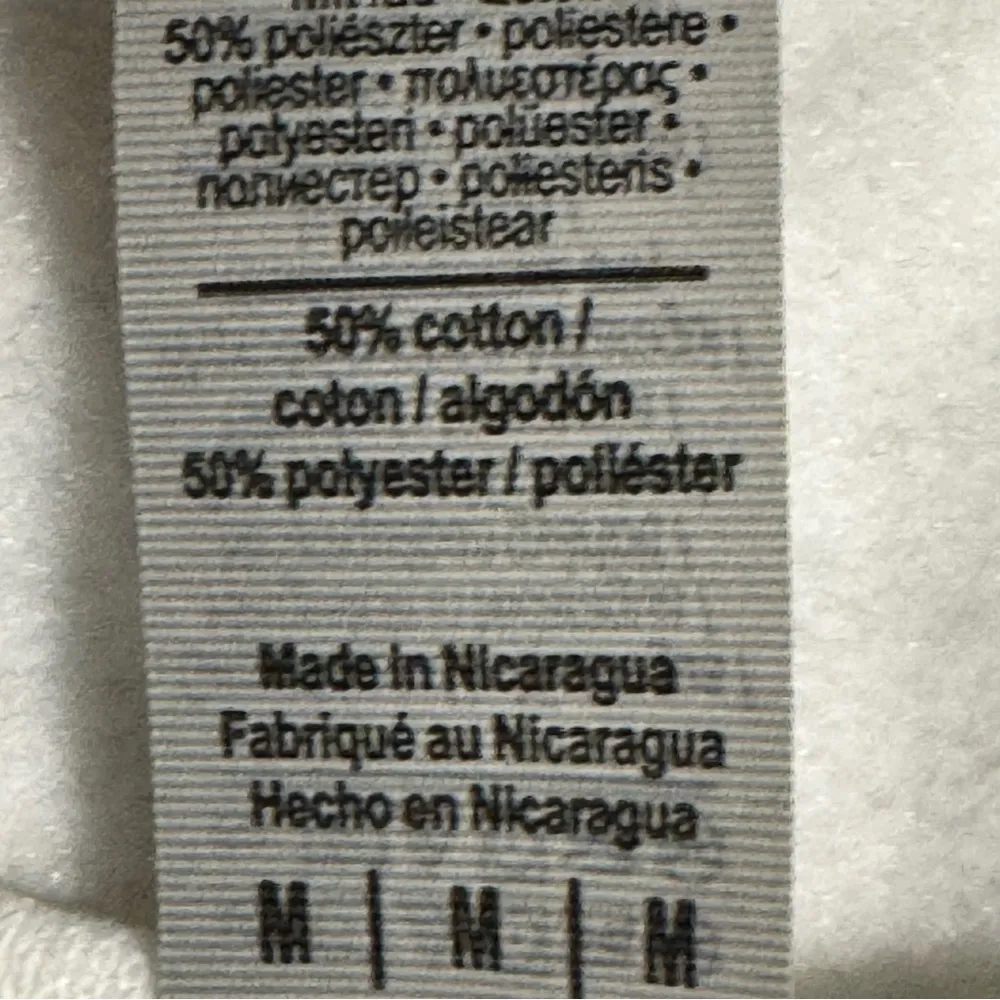 50% poliészter • poliestere •
poliester • πολυεστέρας •
polyesteri • polüester •
полиестер • poliesteris •
poileistear
50% cotton /
coton / algodón
50% polyester / poliéster
Made in Nicaragua
Fabriqué au Nicaragua
Hecho en Nicaragua
M | M | M